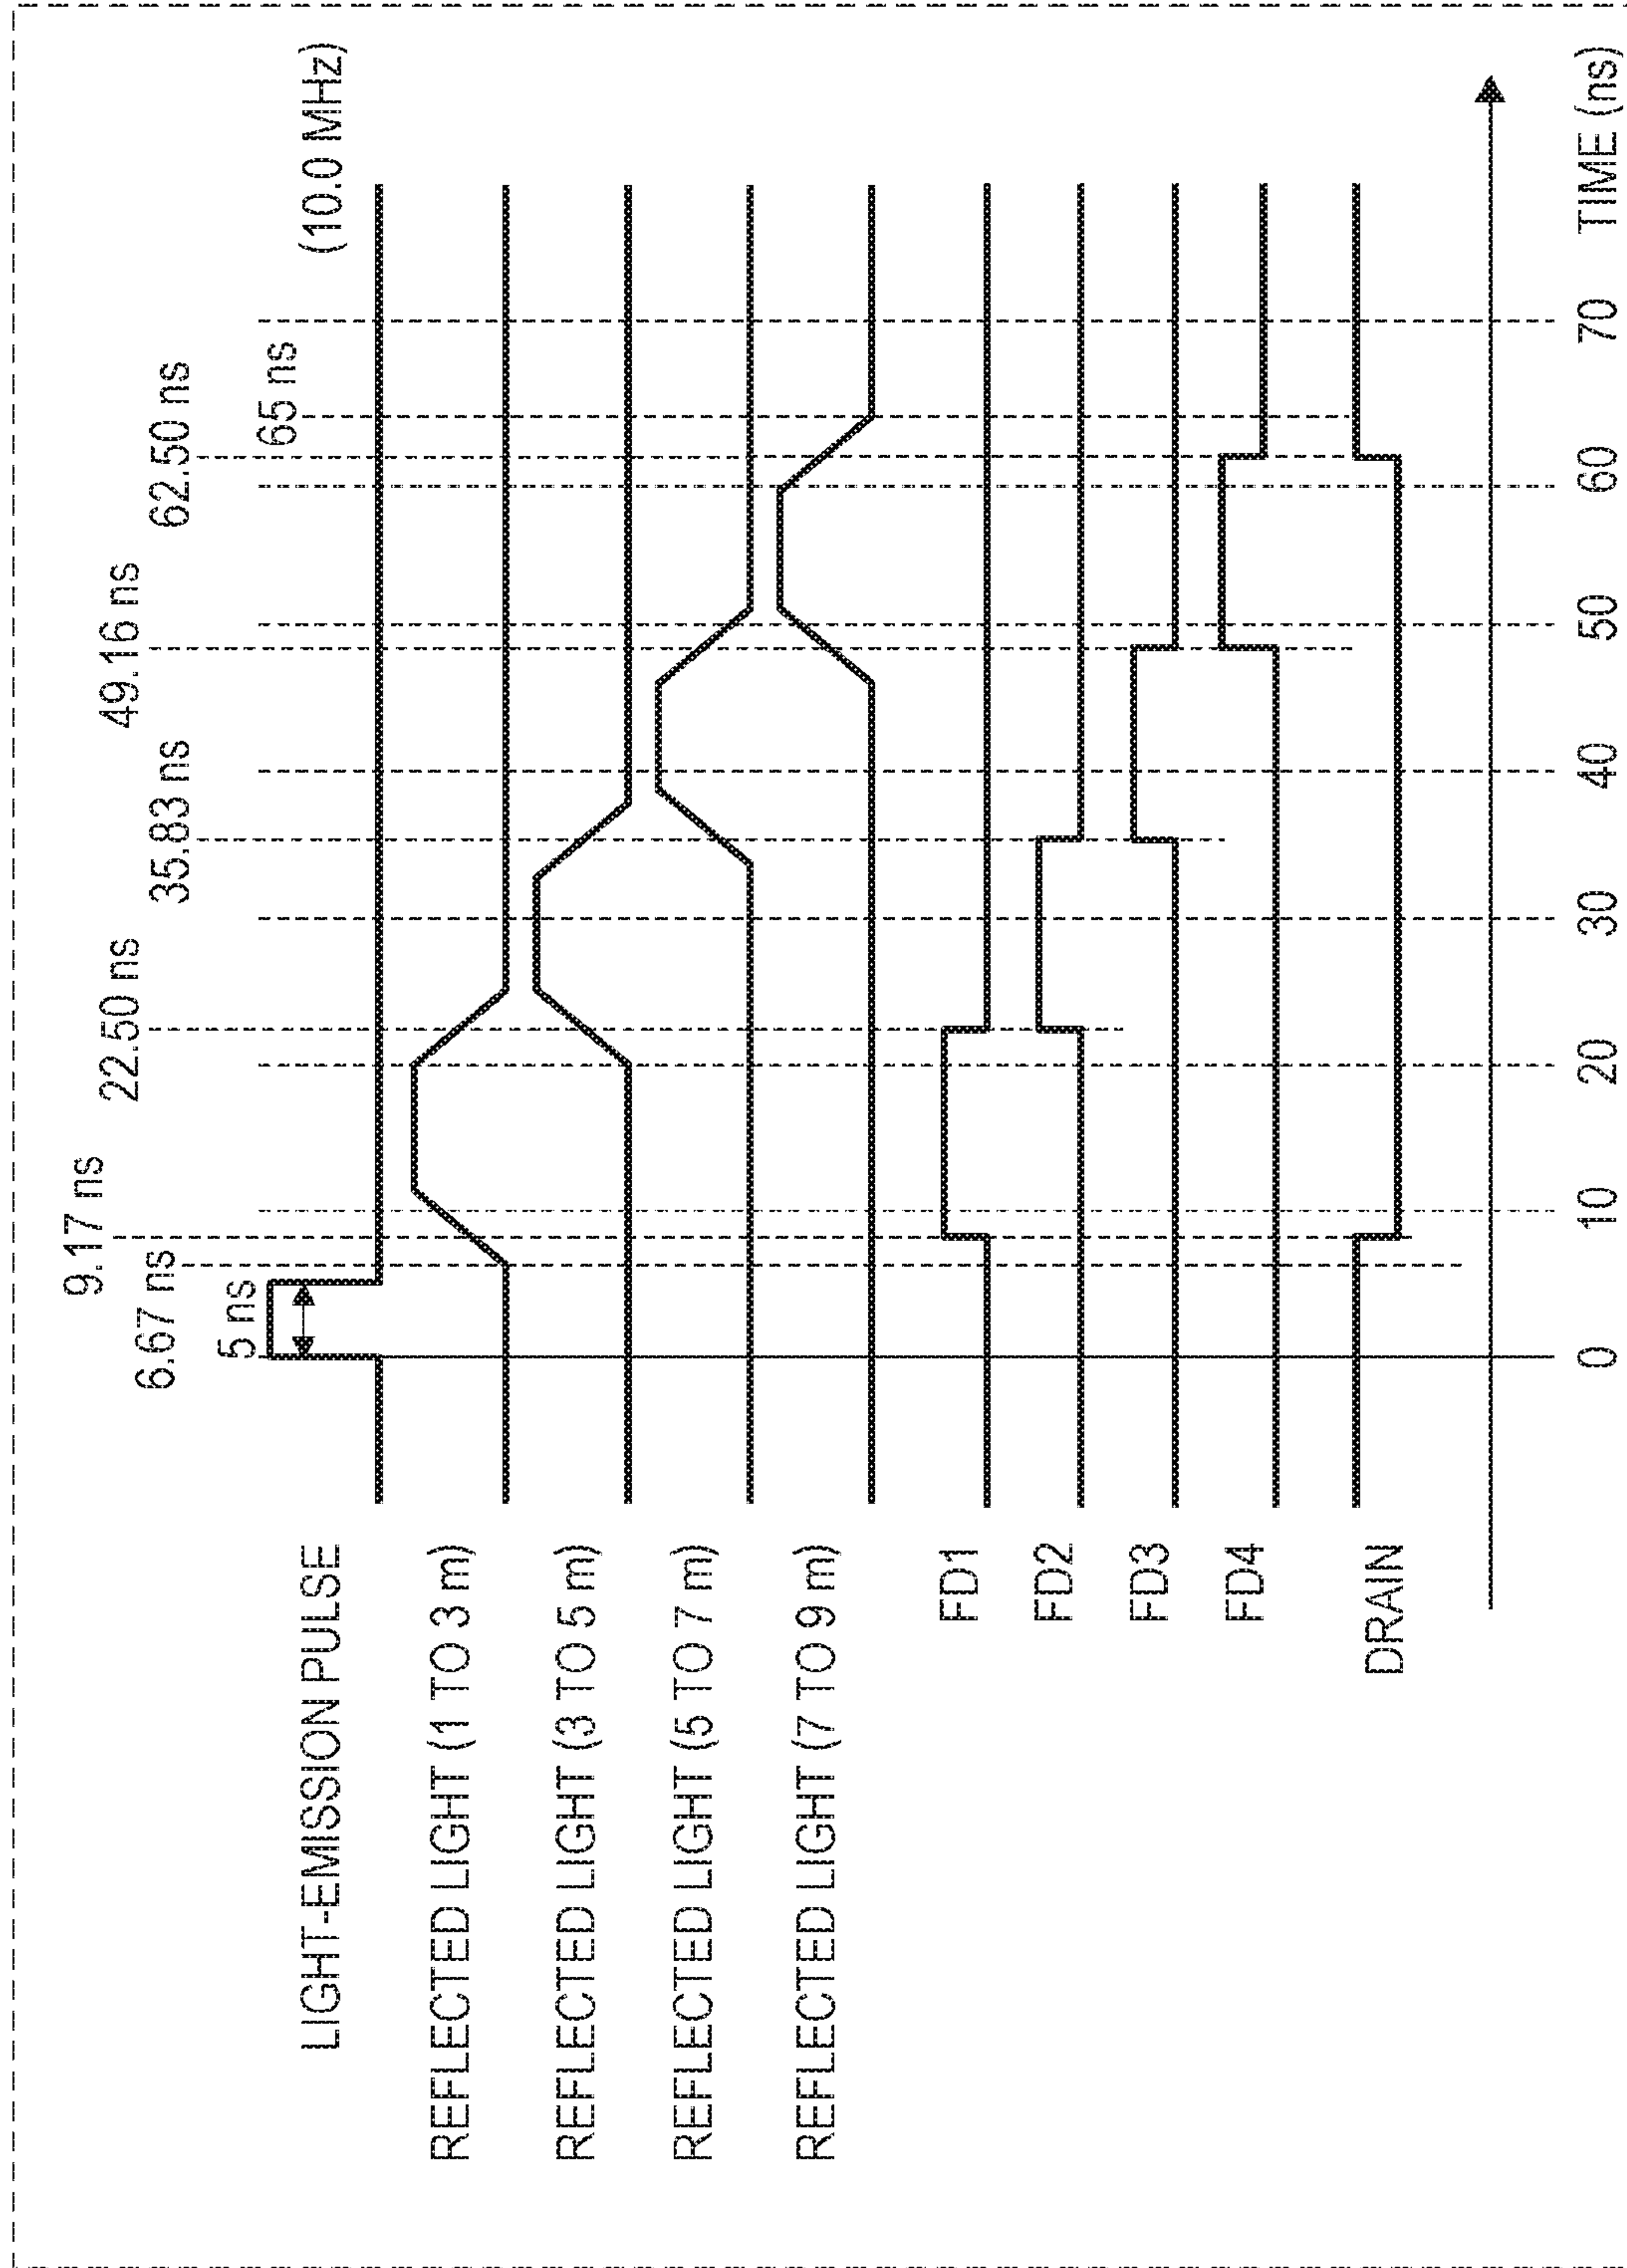 9.17 ns
22.50 ns
49.16 ns
6.67 ns
35.83 ns
62.50 ns
5 ns
65 ns
LIGHT-EMISSION PULSE
(10.0 MHz)
REFLECTED LIGHT (1 TO 3 m)
REFLECTED LIGHT (3 TO 5 m)
REFLECTED LIGHT (5 TO 7 m)
REFLECTED LIGHT (7 TO 9 m)
FD1
FD2
FD3
FD4
DRAIN
0 10 20 30 40 50 60 70 TIME (ns)